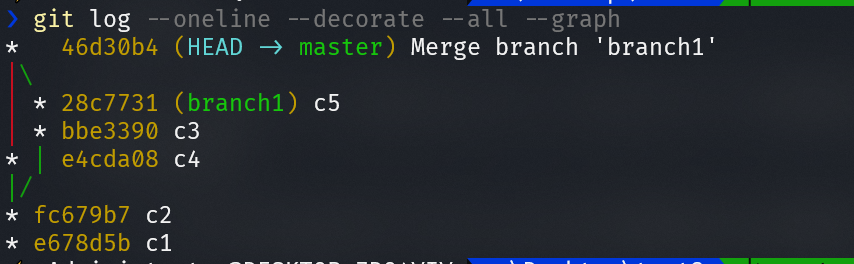 ❯ git log --oneline --decorate --all --graph
*   46d30b4 (HEAD -> master) Merge branch 'branch1'
|\
| * 28c7731 (branch1) c5
| * bbe3390 c3
* | e4cda08 c4
|/
* fc679b7 c2
* e678d5b c1